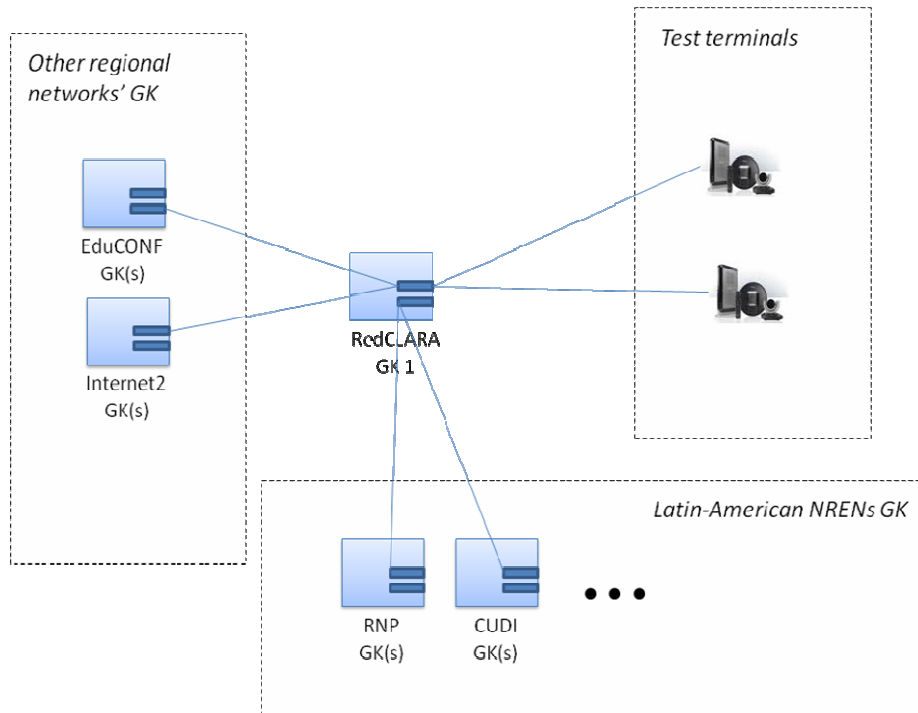 Other regional
networks' GK
EduCONF
GK(s)
Internet2
GK(s)
RedCLARA
GK 1
Test terminals
Latin-American NRENs GK
RNP
GK(s)
CUDI
GK(s)